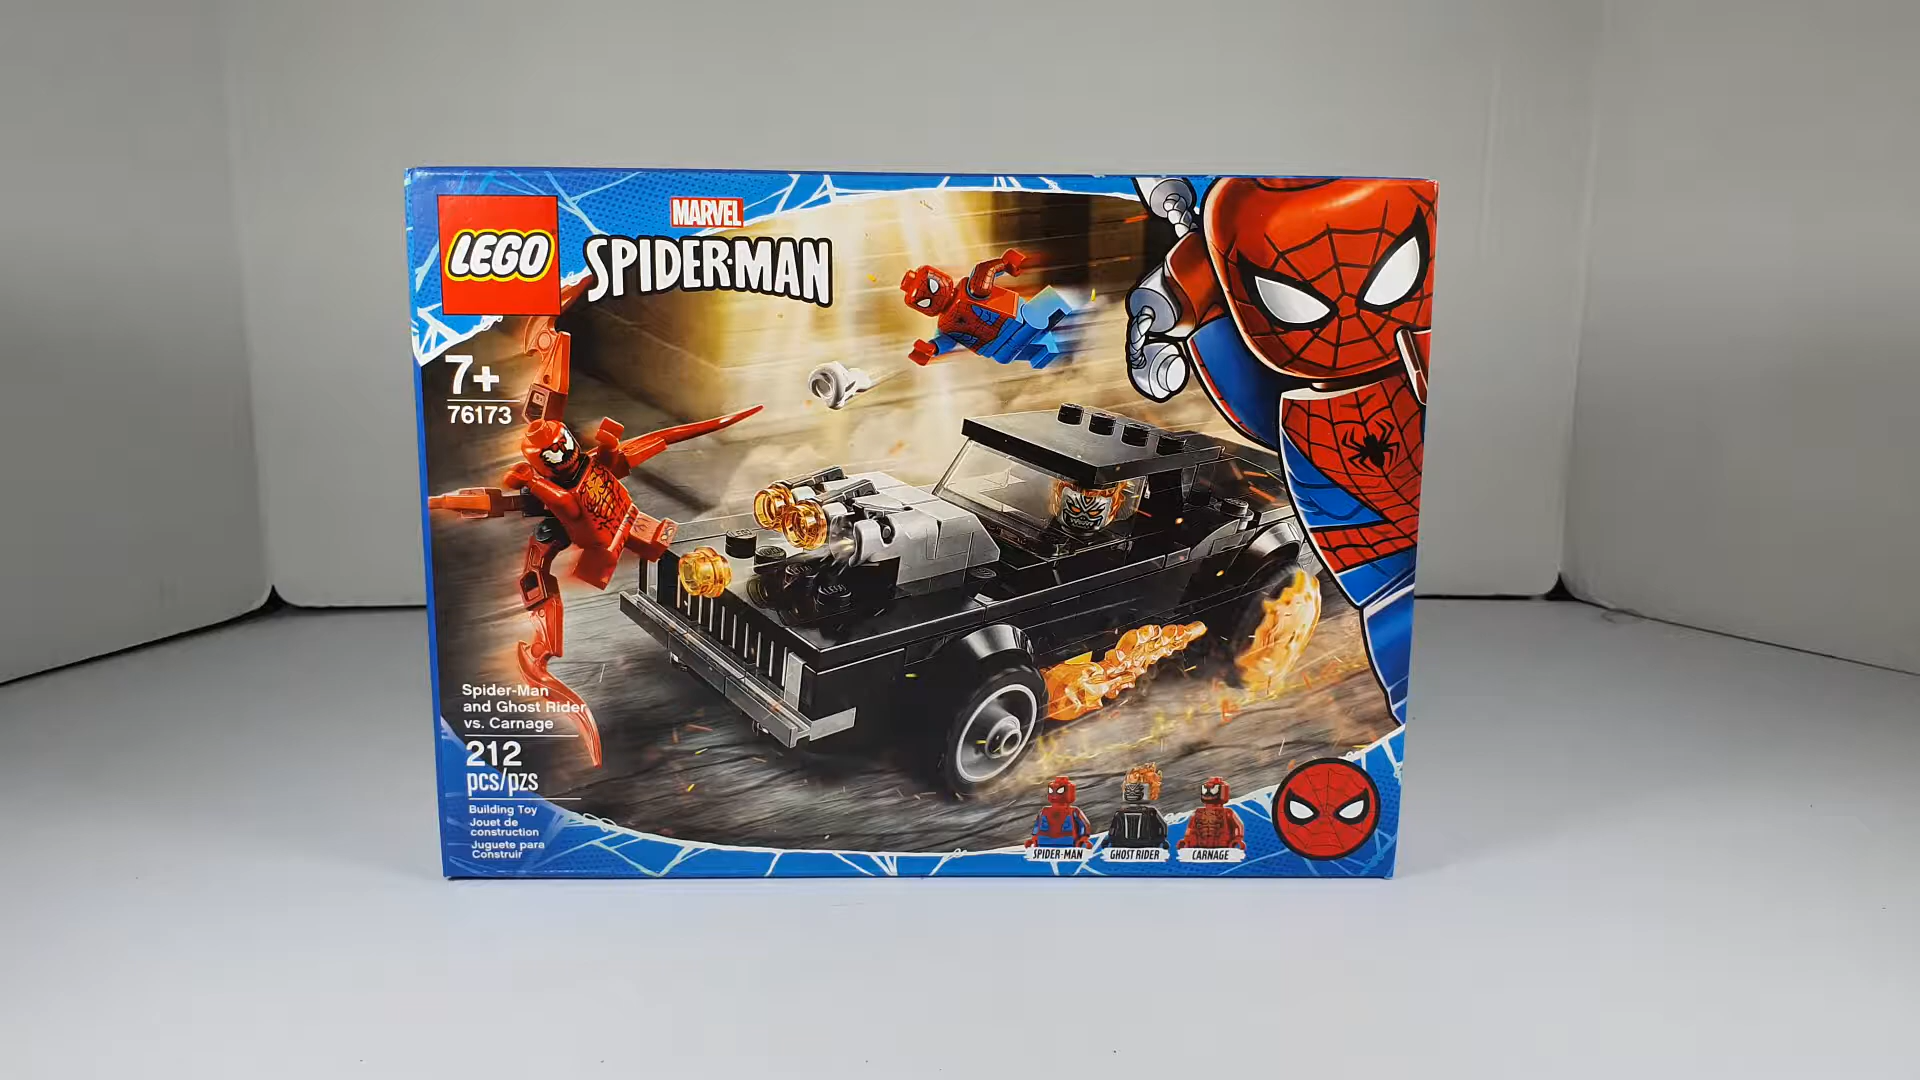 LEGO
MARVEL
SPIDER-MAN
7+
76173
Spider-Man
and Ghost Rider
vs. Carnage
212
pcs/pzs
Building Toy
Jouet de
construction
Juguete para
Construir
SPIDER-MAN
GHOST RIDER
CARNAGE